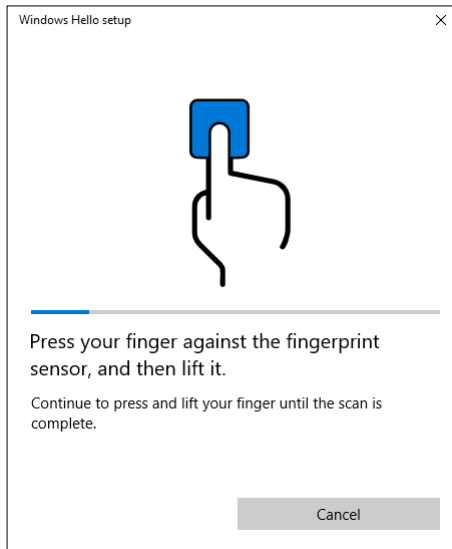 Windows Hello setup
Press your finger against the fingerprint
sensor, and then lift it.
Continue to press and lift your finger until the scan is
complete.
Cancel